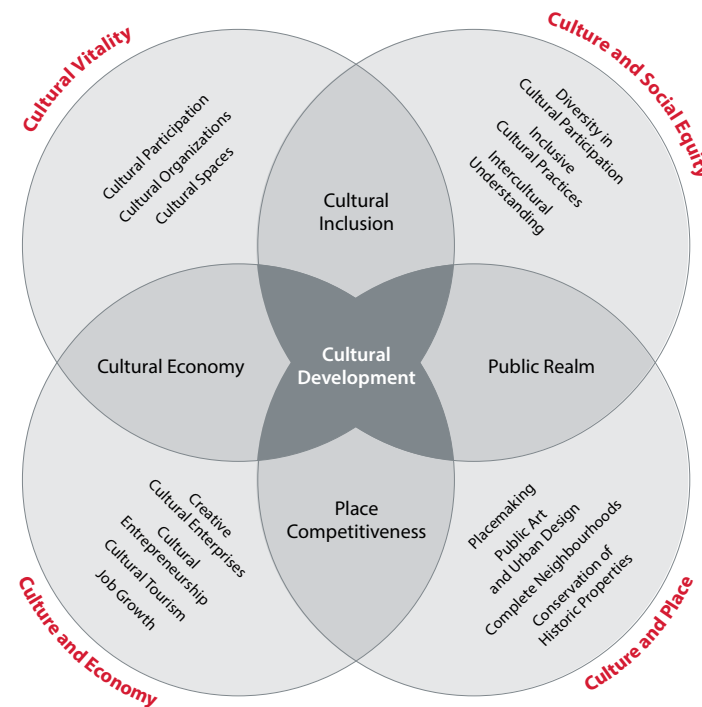 Cultural Vitality
Cultural Participation
Cultural Organizations
Cultural Spaces
Culture and Social Equity
Diversity in
Cultural Participation
Inclusive
Cultural Practices
Intercultural
Understanding
Cultural
Inclusion
Cultural Economy
Cultural
Development
Public Realm
Place
Competitiveness
Culture and Economy
Creative
Cultural Enterprises
Cultural
Entrepreneurship
Cultural Tourism
Job Growth
Culture and Place
Placemaking
Public Art
and Urban Design
Complete Neighbourhoods
Conservation of
Historic Properties